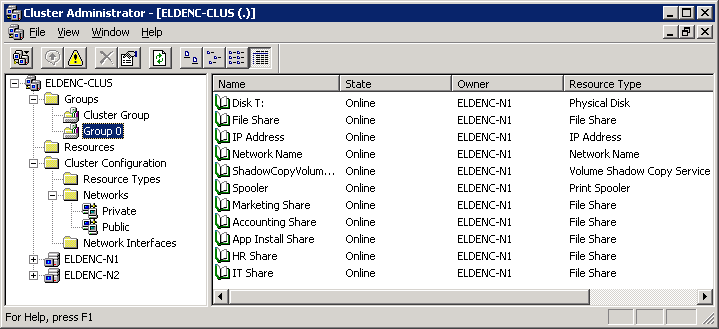 Cluster Administrator - [ELDENC-CLUS (.)]
File View Window Help
ELDENC-CLUS
Groups
Cluster Group
Group 0
Resources
Cluster Configuration
Resource Types
Networks
Private
Public
Network Interfaces
ELDENC-N1
ELDENC-N2
Name State Owner Resource Type
Disk T: Online ELDENC-N1 Physical Disk
File Share Online ELDENC-N1 File Share
IP Address Online ELDENC-N1 IP Address
Network Name Online ELDENC-N1 Network Name
ShadowCopyVolum... Online ELDENC-N1 Volume Shadow Copy Service
Spooler Online ELDENC-N1 Print Spooler
Marketing Share Online ELDENC-N1 File Share
Accounting Share Online ELDENC-N1 File Share
App Install Share Online ELDENC-N1 File Share
HR Share Online ELDENC-N1 File Share
IT Share Online ELDENC-N1 File Share
For Help, press F1